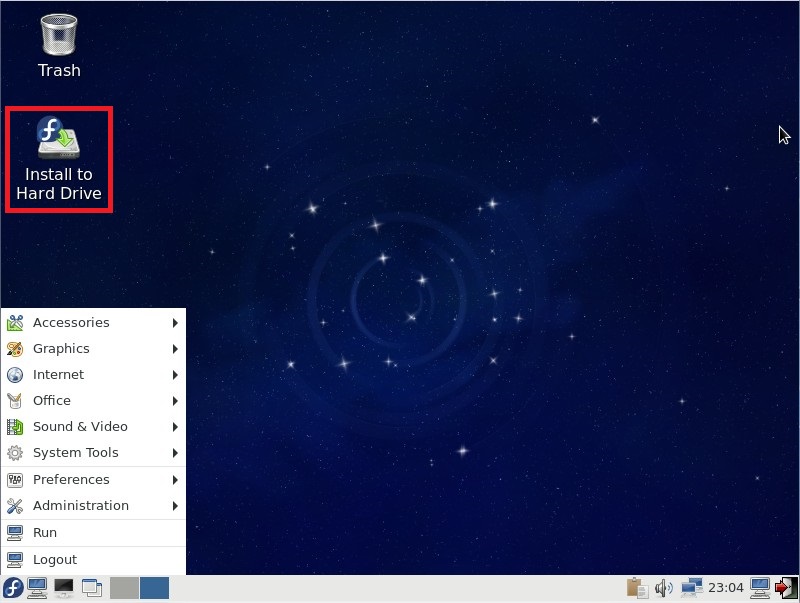 Trash
Install to
Hard Drive
Accessories
Graphics
Internet
Office
Sound & Video
System Tools
Preferences
Administration
Run
Logout
23:04